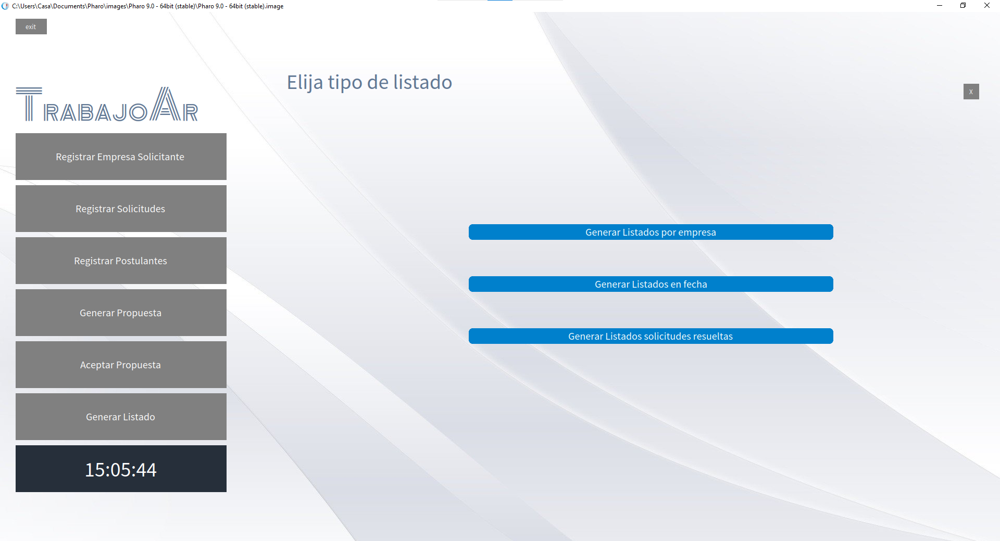 C:\Users\Casa\Documents\Pharo\images\Pharo 9.0 - 64bit (stable)\Pharo 9.0 - 64bit (stable).image
exit
TRABAJOAR
Registrar Empresa Solicitante
Registrar Solicitudes
Registrar Postulantes
Generar Propuesta
Aceptar Propuesta
Generar Listado
15:05:44
Elija tipo de listado
X
Generar Listados por empresa
Generar Listados en fecha
Generar Listados solicitudes resueltas